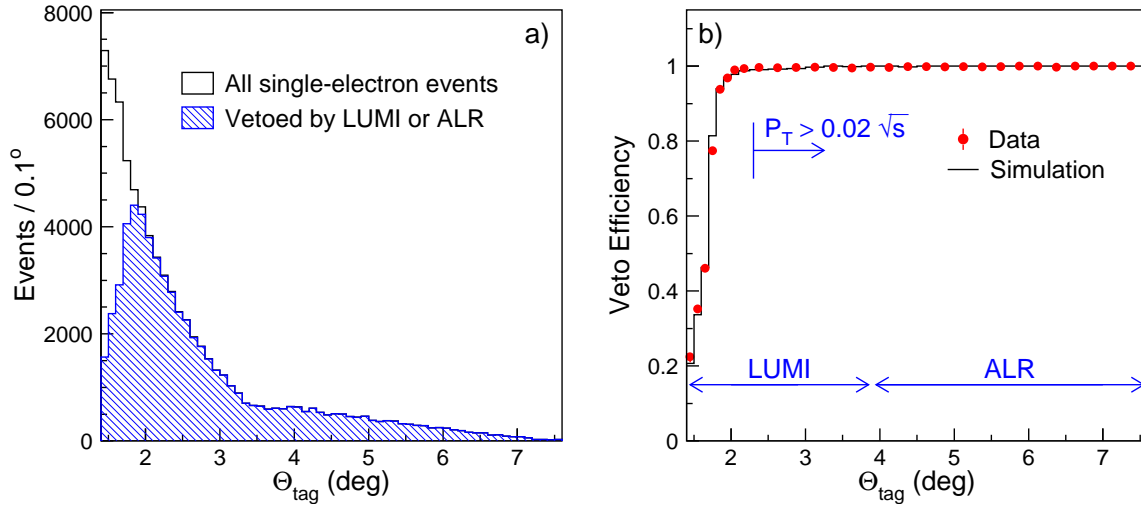 a)
8000
6000
4000
2000
0
Events / 0.1°
All single-electron events
Vetoed by LUMI or ALR
2 3 4 5 6 7
Θtag (deg)
b)
1
0.8
0.6
0.4
0.2
0
Veto Efficiency
PT > 0.02 √s
Data
Simulation
LUMI
ALR
2 3 4 5 6 7
Θtag (deg)